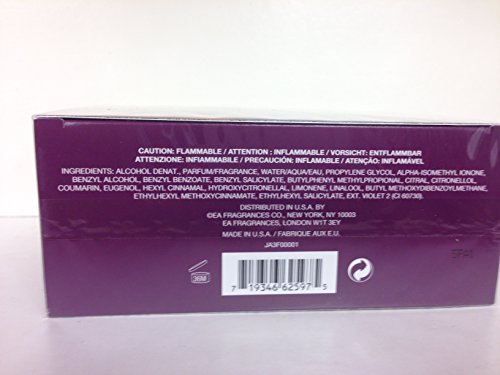 CAUTION: FLAMMABLE / ATTENTION : INFLAMMABLE / VORSICHT: ENTFLAMMBAR
ATTENZIONE: INFIAMMABILE / PRECAUCIÓN: INFLAMABLE / ATENÇÃO: INFLAMÁVEL
INGREDIENTS: ALCOHOL DENAT., PARFUM/FRAGRANCE, WATER/AQUA/EAU, PROPYLENE GLYCOL, ALPHA-ISOMETHYL IONONE,
BENZYL ALCOHOL, BENZYL BENZOATE, BENZYL SALICYLATE, BUTYLPHENYL METHYLPROPIONAL, CITRAL, CITRONELLOL,
COUMARIN, EUGENOL, HEXYL CINNAMAL, HYDROXYCITRONELLAL, LIMONENE, LINALOOL, BUTYL METHOXYDIBENZOYLMETHANE,
ETHYLHEXYL METHOXYCINNAMATE, ETHYLHEXYL SALICYLATE, EXT. VIOLET 2 (CI 60730).
DISTRIBUTED IN U.S.A. BY
©EA FRAGRANCES CO., NEW YORK, NY 10003
EA FRAGRANCES, LONDON W1T 3EY
MADE IN U.S.A. / FABRIQUE AUX E.U.
JA3F00001
5PA1
36M
7 19346 62597 5